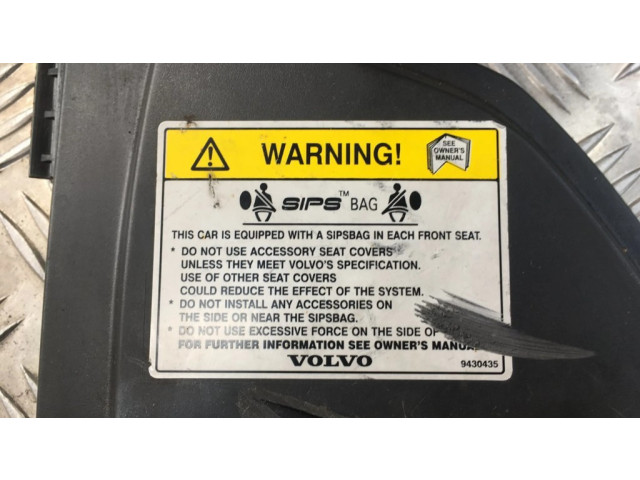 WARNING!
SEE
OWNER'S
MANUAL
SIPS™ BAG
THIS CAR IS EQUIPPED WITH A SIPSBAG IN EACH FRONT SEAT.
* DO NOT USE ACCESSORY SEAT COVERS
UNLESS THEY MEET VOLVO'S SPECIFICATION.
USE OF OTHER SEAT COVERS
COULD REDUCE THE EFFECT OF THE SYSTEM.
* DO NOT INSTALL ANY ACCESSORIES ON
THE SIDE OR NEAR THE SIPSBAG.
* DO NOT USE EXCESSIVE FORCE ON THE SIDE OF
FOR FURTHER INFORMATION SEE OWNER'S MANUAL
VOLVO
9430435